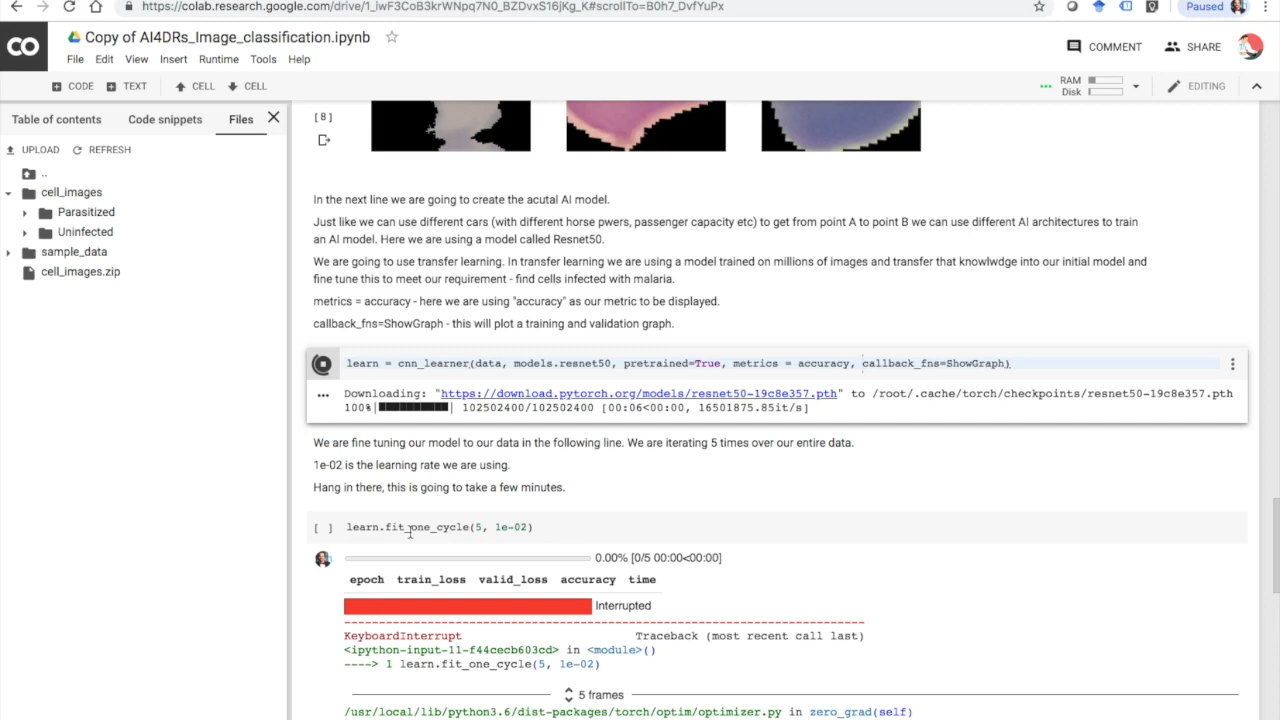 https://colab.research.google.com/drive/1_iwF3CoB3krWNpq7N0_BZDvxS16jKg_K#scrollTo=B0h7_DvfYuPx
Paused
CO
Copy of AI4DRs_Image_classification.ipynb
COMMENT
SHARE
File Edit View Insert Runtime Tools Help
CODE TEXT CELL CELL
RAM
Disk
EDITING
Table of contents Code snippets Files
UPLOAD REFRESH
..
cell_images
Parasitized
Uninfected
sample_data
cell_images.zip
[8]
In the next line we are going to create the acutal AI model.
Just like we can use different cars (with different horse pwers, passenger capacity etc) to get from point A to point B we can use different AI architectures to train
an AI model. Here we are using a model called Resnet50.
We are going to use transfer learning. In transfer learning we are using a model trained on millions of images and transfer that knowlwdge into our initial model and
fine tune this to meet our requirement - find cells infected with malaria.
metrics = accuracy - here we are using "accuracy" as our metric to be displayed.
callback_fns=ShowGraph - this will plot a training and validation graph.
learn = cnn_learner(data, models.resnet50, pretrained=True, metrics = accuracy, callback_fns=ShowGraph)
Downloading: "https://download.pytorch.org/models/resnet50-19c8e357.pth" to /root/.cache/torch/checkpoints/resnet50-19c8e357.pth
100%|██████████| 102502400/102502400 [00:06<00:00, 16501875.85it/s]
We are fine tuning our model to our data in the following line. We are iterating 5 times over our entire data.
1e-02 is the learning rate we are using.
Hang in there, this is going to take a few minutes.
[ ] learn.fit_one_cycle(5, 1e-02)
0.00% [0/5 00:00<00:00]
epoch train_loss valid_loss accuracy time
Interrupted
---------------------------------------------------------------------------
KeyboardInterrupt Traceback (most recent call last)
<ipython-input-11-f44cecb603cd> in <module>()
----> 1 learn.fit_one_cycle(5, 1e-02)
5 frames
/usr/local/lib/python3.6/dist-packages/torch/optim/optimizer.py in zero_grad(self)